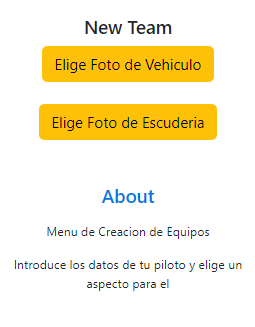 New Team
Elige Foto de Vehiculo
Elige Foto de Escuderia
About
Menu de Creacion de Equipos
Introduce los datos de tu piloto y elige un
aspecto para el